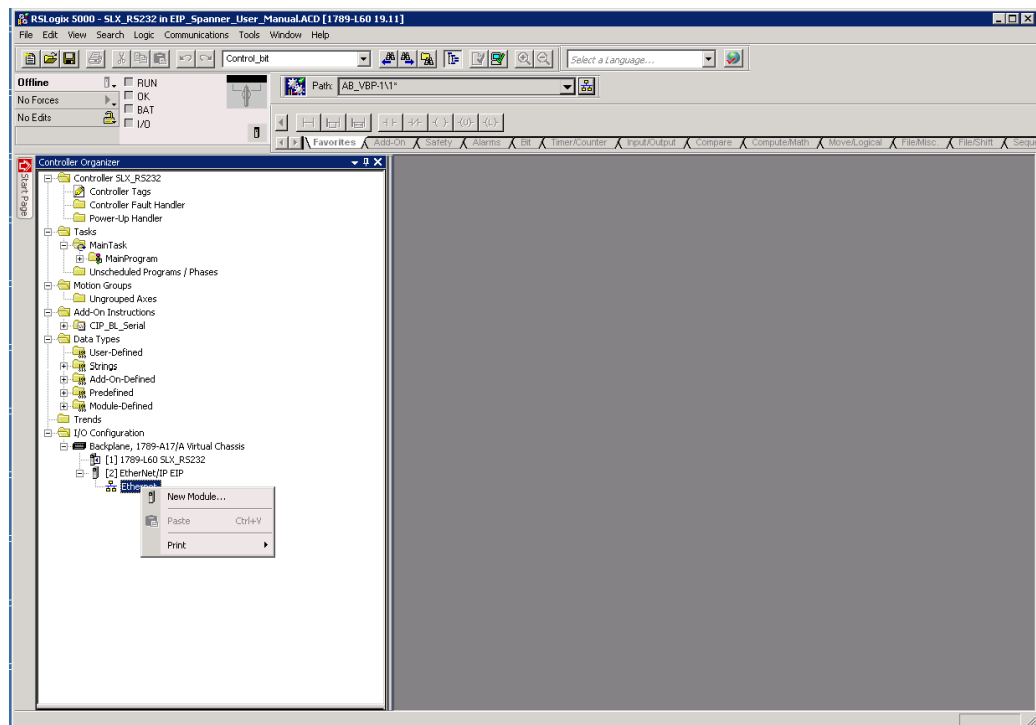 RSLogix 5000 - SLX_RS232 in EIP_Spanner_User_Manual.ACD [1789-L60 19.11]
File Edit View Search Logic Communications Tools Window Help
Control_bit
Select a Language...
Offline
RUN
No Forces
OK
BAT
No Edits
I/O
Path: AB_VBP-1\1*
Favorites Add-On Safety Alarms Bit Timer/Counter Input/Output Compare Compute/Math Move/Logical File/Misc. File/Shift Seque
Start Page
Controller Organizer
Controller SLX_RS232
Controller Tags
Controller Fault Handler
Power-Up Handler
Tasks
MainTask
MainProgram
Unscheduled Programs / Phases
Motion Groups
Ungrouped Axes
Add-On Instructions
CIP_BL_Serial
Data Types
User-Defined
Strings
Add-On-Defined
Predefined
Module-Defined
Trends
I/O Configuration
Backplane, 1789-A17/A Virtual Chassis
[1] 1789-L60 SLX_RS232
[2] EtherNet/IP EIP
Ethernet
New Module...
Paste Ctrl+V
Print